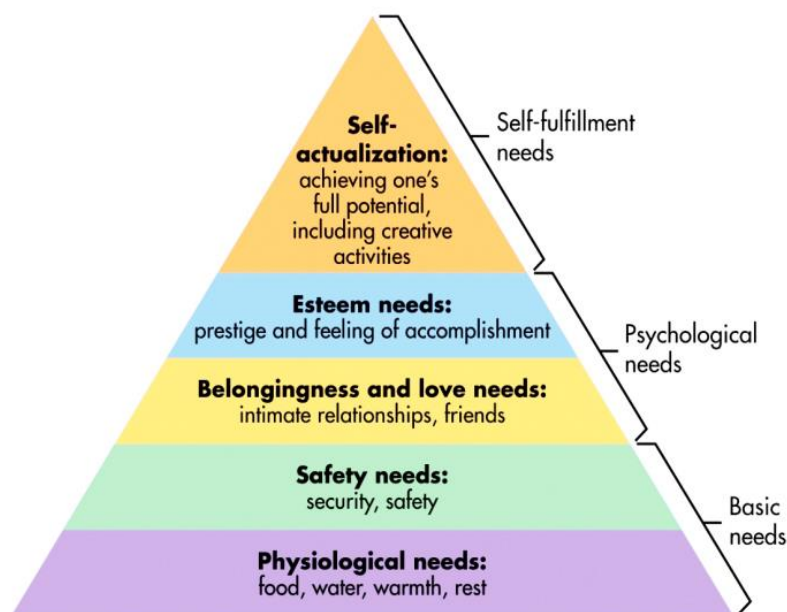 Self-
actualization:
achieving one's
full potential,
including creative
activities
Self-fulfillment
needs
Esteem needs:
prestige and feeling of accomplishment
Belongingness and love needs:
intimate relationships, friends
Psychological
needs
Safety needs:
security, safety
Physiological needs:
food, water, warmth, rest
Basic
needs